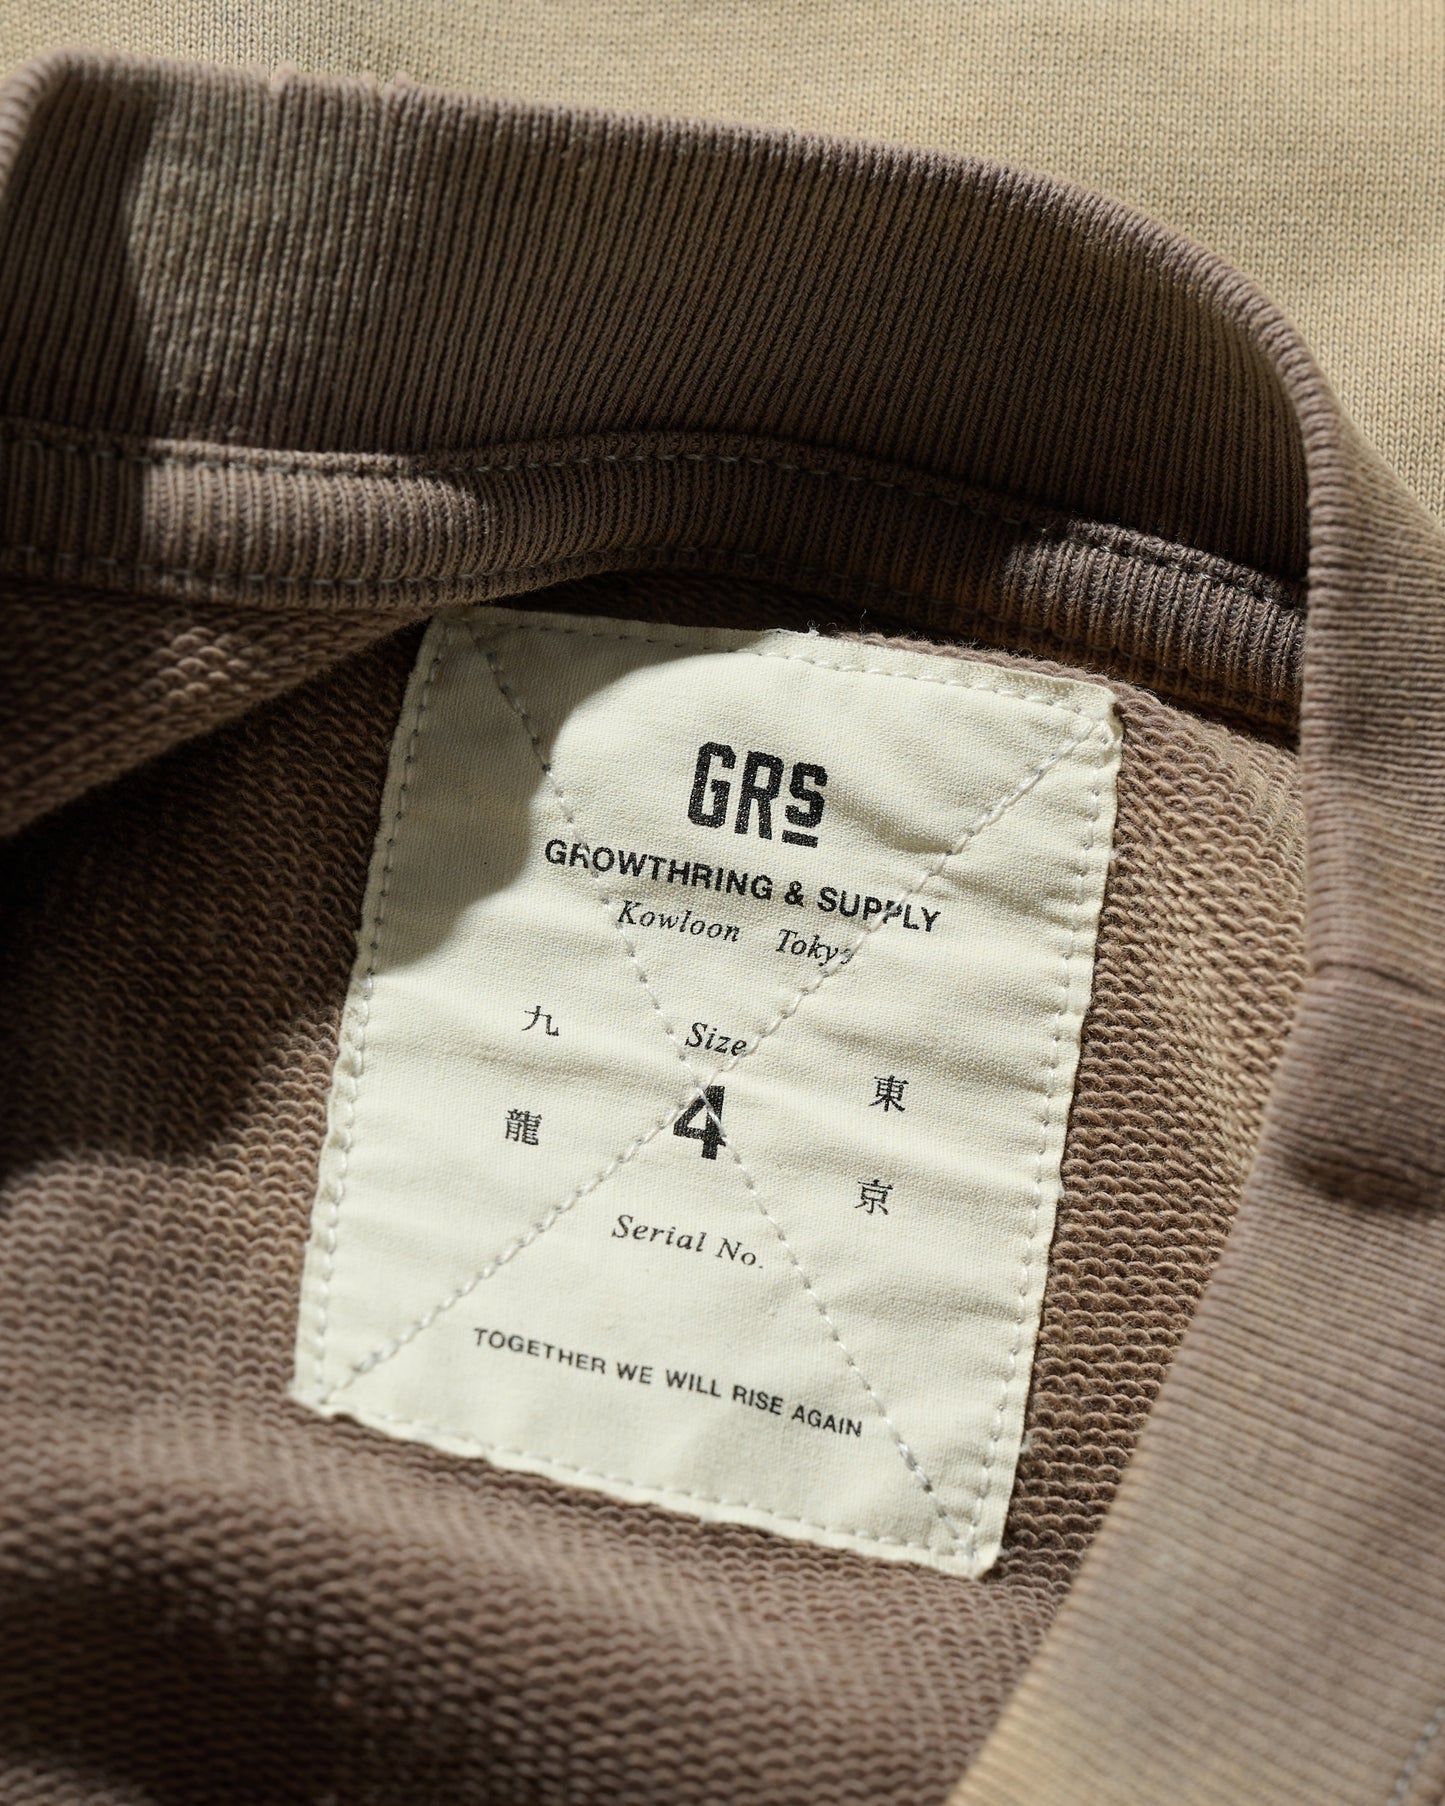 GRS
GROWTHRING & SUPPLY
Kowloon Tokyo
九龍
Size
4
東京
Serial No.
TOGETHER WE WILL RISE AGAIN